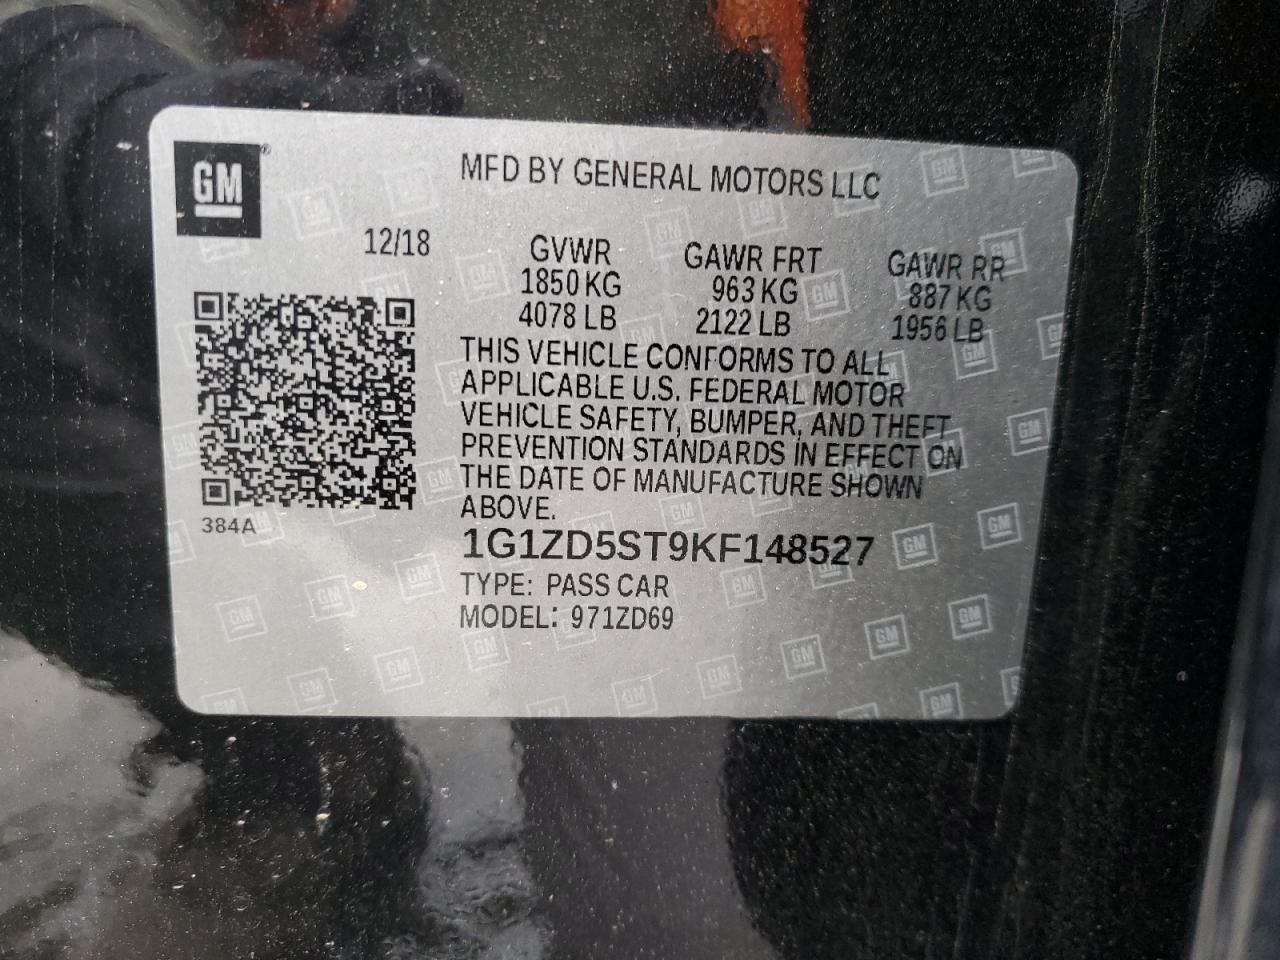 GM
MFD BY GENERAL MOTORS LLC
12/18
GVWR GAWR FRT GAWR RR
1850 KG 963 KG 887 KG
4078 LB 2122 LB 1956 LB
THIS VEHICLE CONFORMS TO ALL
APPLICABLE U.S. FEDERAL MOTOR
VEHICLE SAFETY, BUMPER, AND THEFT
PREVENTION STANDARDS IN EFFECT ON
THE DATE OF MANUFACTURE SHOWN
ABOVE.
384A
1G1ZD5ST9KF148527
TYPE: PASS CAR
MODEL: 971ZD69